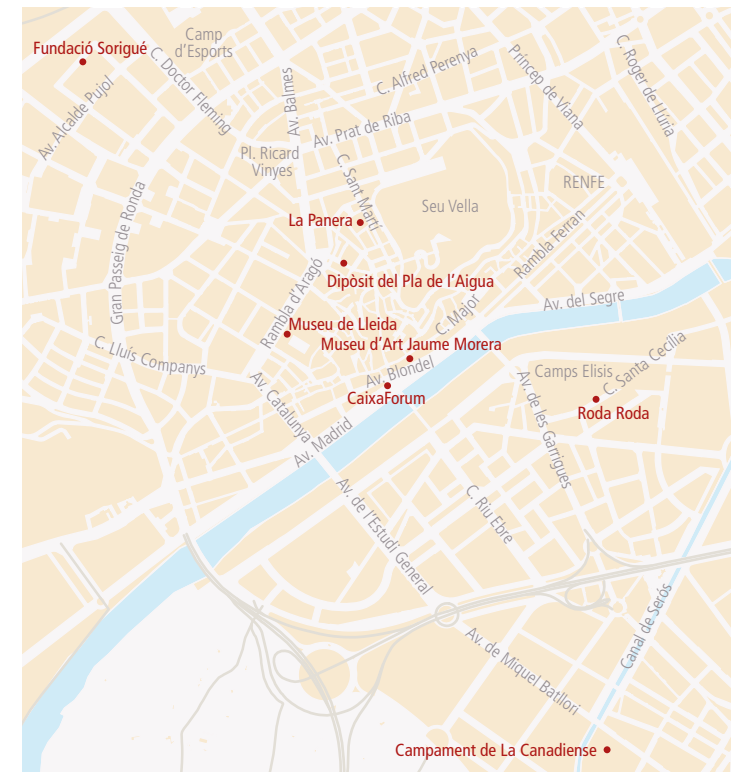 Camp
d'Esports
Fundació Sorigué
C. Doctor Fleming
Av. Alcalde Pujol
Av. Balmes
C. Alfred Perenya
Príncep de Viana
C. Roger de Llúria
Av. Prat de Riba
Pl. Ricard
Vinyes
C. Sant Martí
RENFE
Seu Vella
La Panera
Gran Passeig de Ronda
Rambla Ferran
Dipòsit del Pla de l'Aigua
Rambla d'Aragó
Av. del Segre
C. Major
Museu de Lleida
Museu d'Art Jaume Morera
C. Lluís Companys
Av. Blondel
Camps Elisis
C. Santa Cecília
CaixaForum
Roda Roda
Av. Catalunya
Av. Madrid
Av. de les Garrigues
Av. de l'Estudi General
C. Riu Ebre
Canal de Seròs
Av. de Miquel Batllori
Campament de La Canadiense